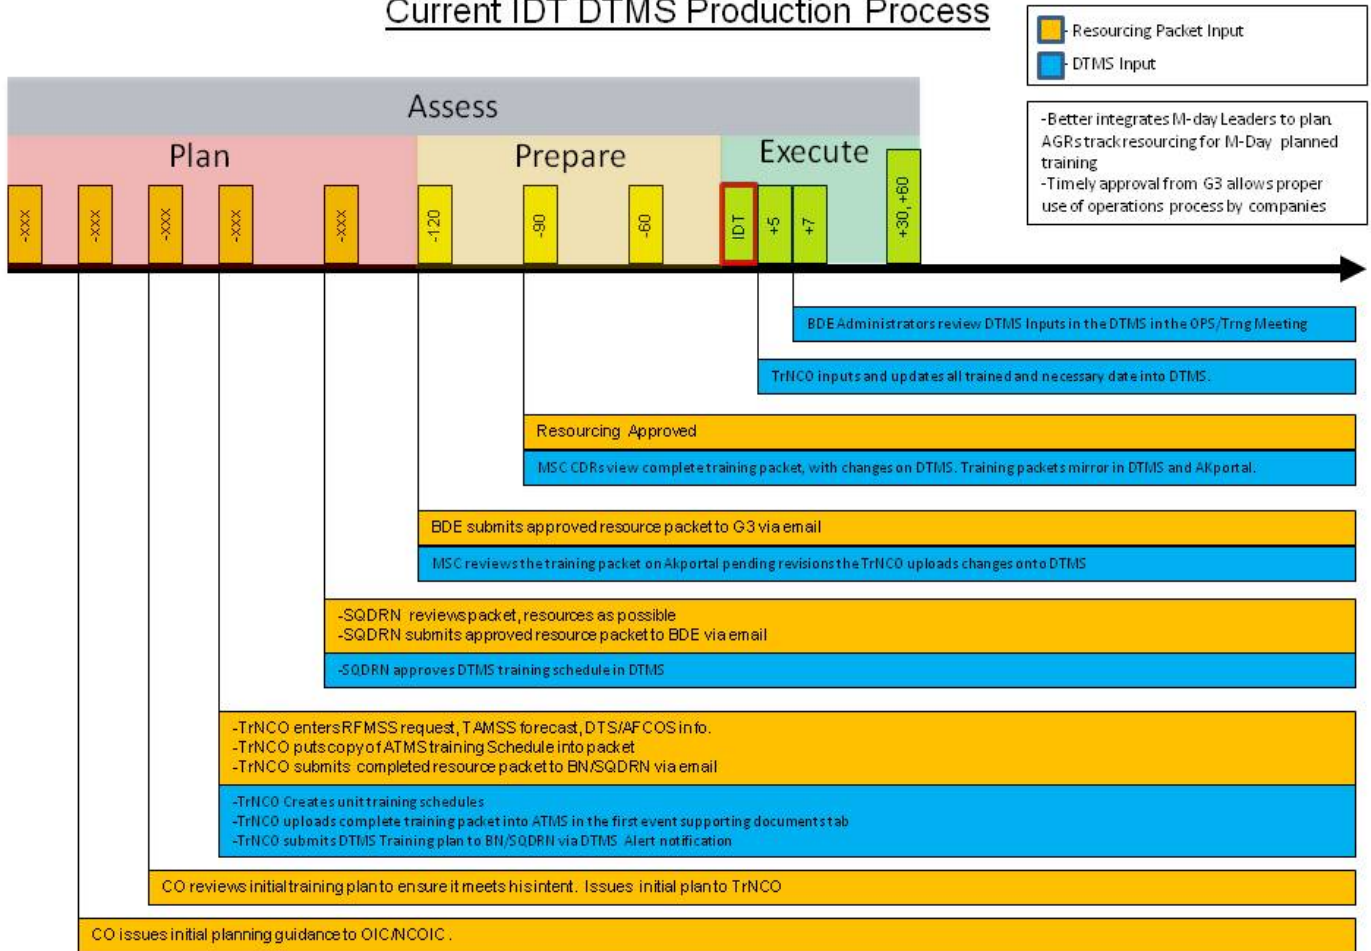 Current IDT DTMS Production Process
- Resourcing Packet Input
- DTMS Input
-Better integrates M-day Leaders to plan.
AGRs track resourcing for M-Day planned
training
-Timely approval from G3 allows proper
use of operations process by companies
Assess
Plan
Prepare
Execute
-xxx
-xxx
-xxx
-xxx
-xxx
-120
-90
-60
IDT
+5
+7
+30, +60
BDE Administrators review DTMS Inputs in the DTMS in the OPS/Trng Meeting
TrNCO inputs and updates all trained and necessary date into DTMS.
Resourcing Approved
MSC CDRs view complete training packet, with changes on DTMS. Training packets mirror in DTMS and AKportal.
BDE submits approved resource packet to G3 via email
MSC reviews the training packet on Akportal pending revisions the TrNCO uploads changes onto DTMS
-SQDRN reviews packet, resources as possible
-SQDRN submits approved resource packet to BDE via email
-SQDRN approves DTMS training schedule in DTMS
-TrNCO enters RFMSS request, TAMSS forecast, DTS/AFCOS info.
-TrNCO puts copy of ATMS training Schedule into packet
-TrNCO submits completed resource packet to BN/SQDRN via email
-TrNCO Creates unit training schedules
-TrNCO uploads complete training packet into ATMS in the first event supporting documents tab
-TrNCO submits DTMS Training plan to BN/SQDRN via DTMS Alert notification
CO reviews initial training plan to ensure it meets his intent. Issues initial plan to TrNCO
CO issues initial planning guidance to OIC/NCOIC.